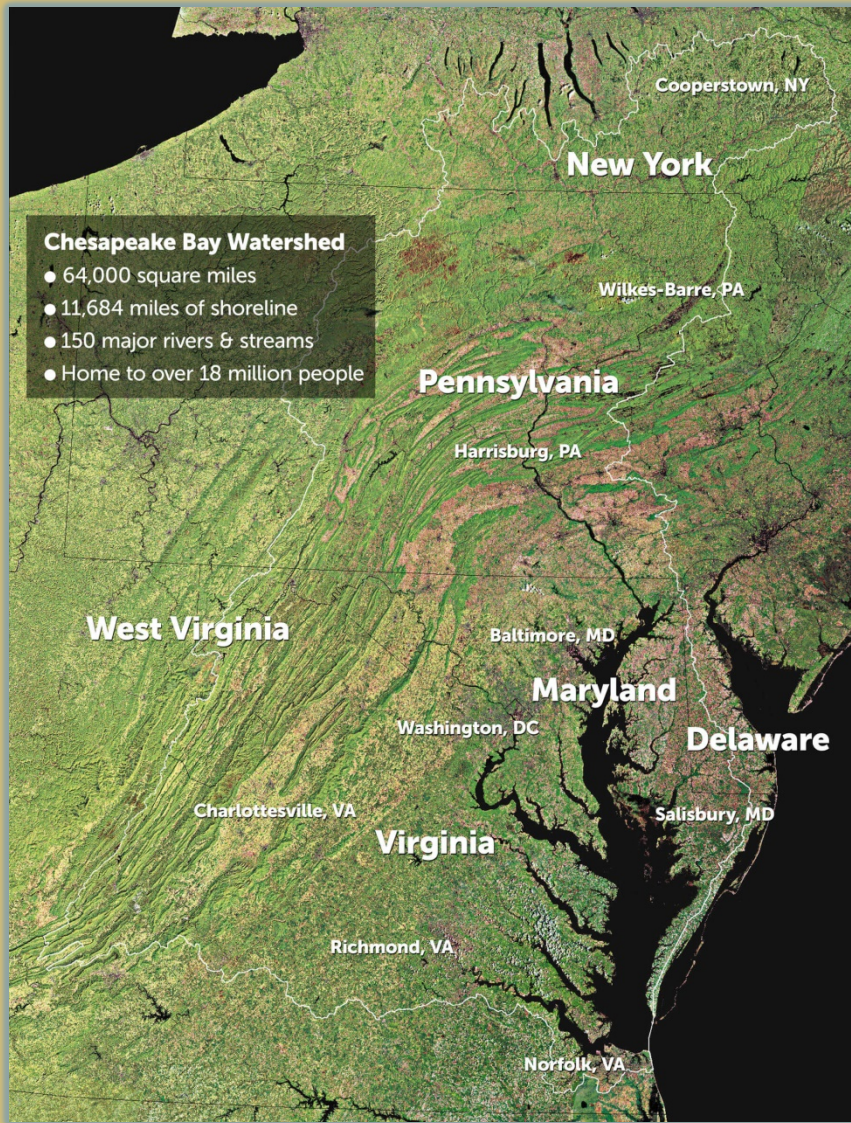 Cooperstown, NY
New York
Chesapeake Bay Watershed
● 64,000 square miles
● 11,684 miles of shoreline
● 150 major rivers & streams
● Home to over 18 million people
Wilkes-Barre, PA
Pennsylvania
Harrisburg, PA
West Virginia
Baltimore, MD
Maryland
Washington, DC
Delaware
Charlottesville, VA
Salisbury, MD
Virginia
Richmond, VA
Norfolk, VA